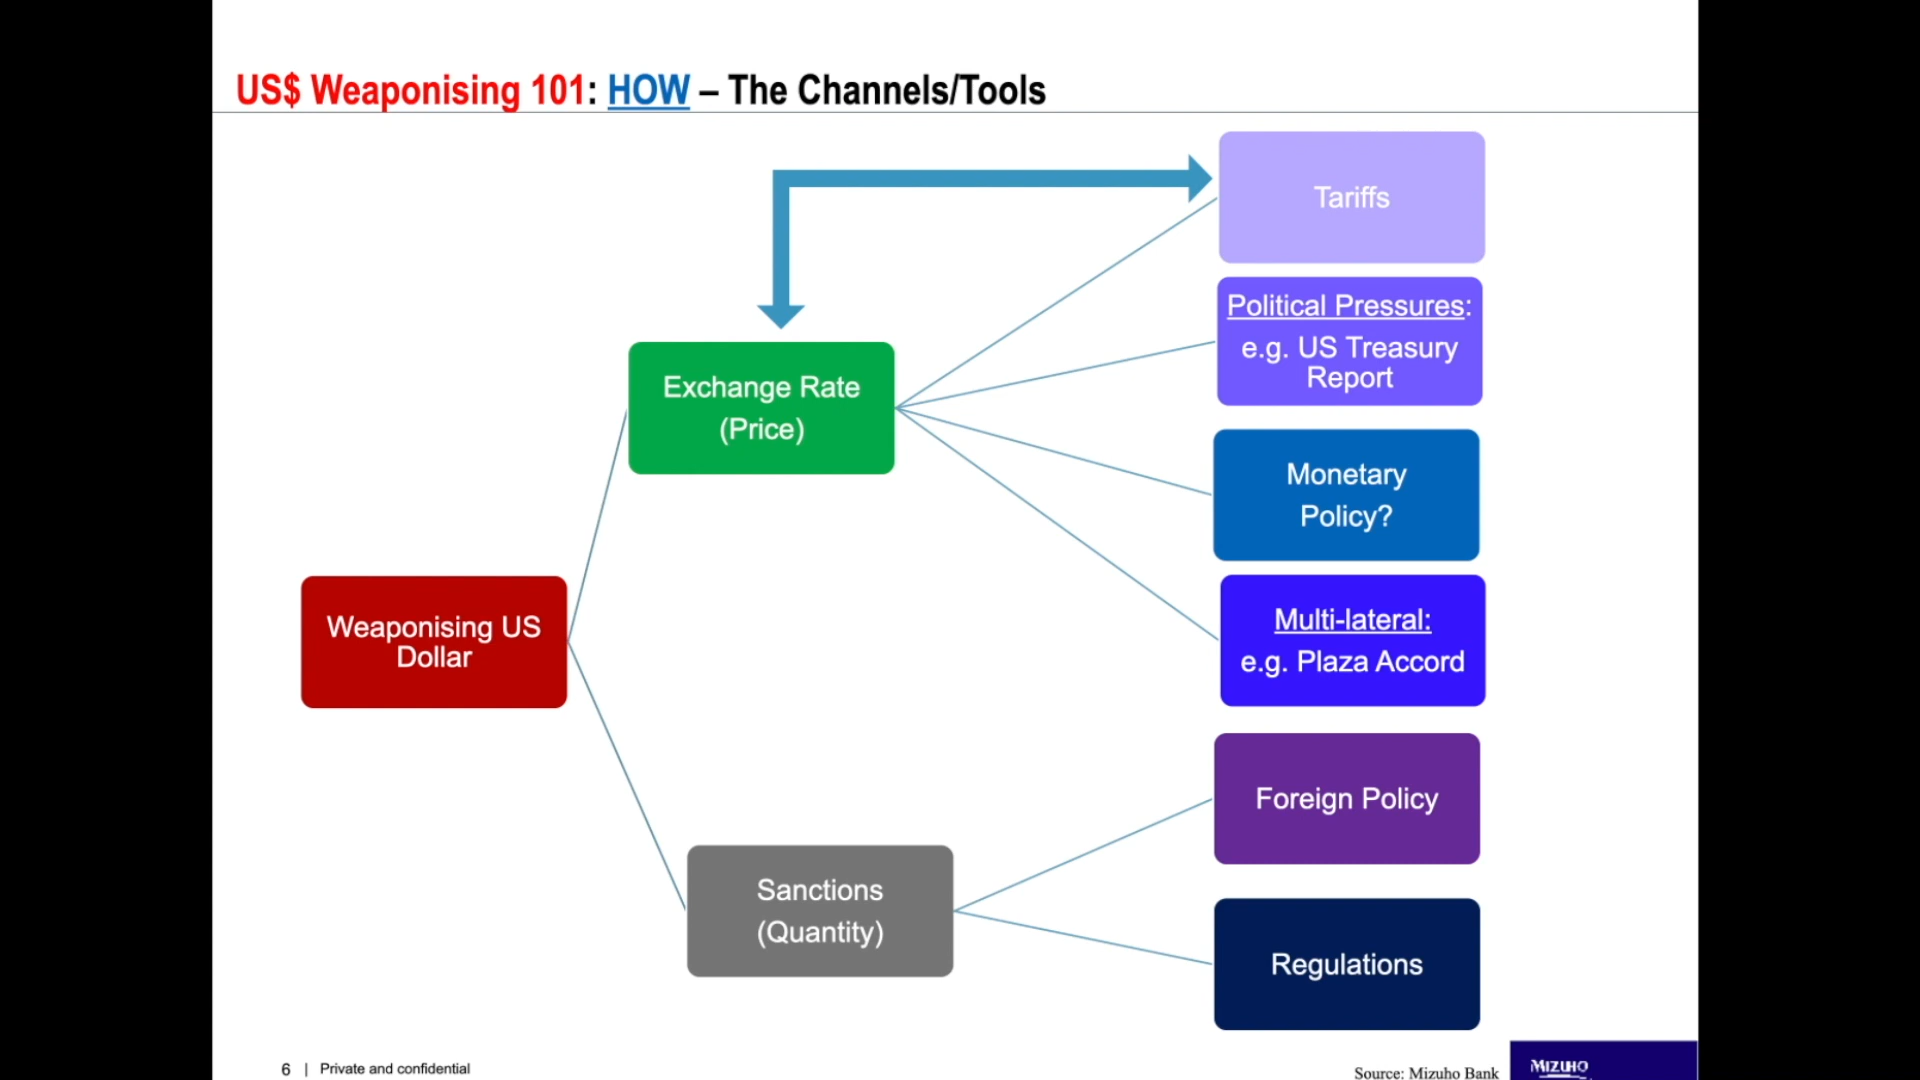 US$ Weaponising 101: HOW – The Channels/Tools
Tariffs
Political Pressures:
e.g. US Treasury
Report
Exchange Rate
(Price)
Monetary
Policy?
Multi-lateral:
e.g. Plaza Accord
Weaponising US
Dollar
Foreign Policy
Sanctions
(Quantity)
Regulations
6 | Private and confidential
Source: Mizuho Bank
MIZUHO